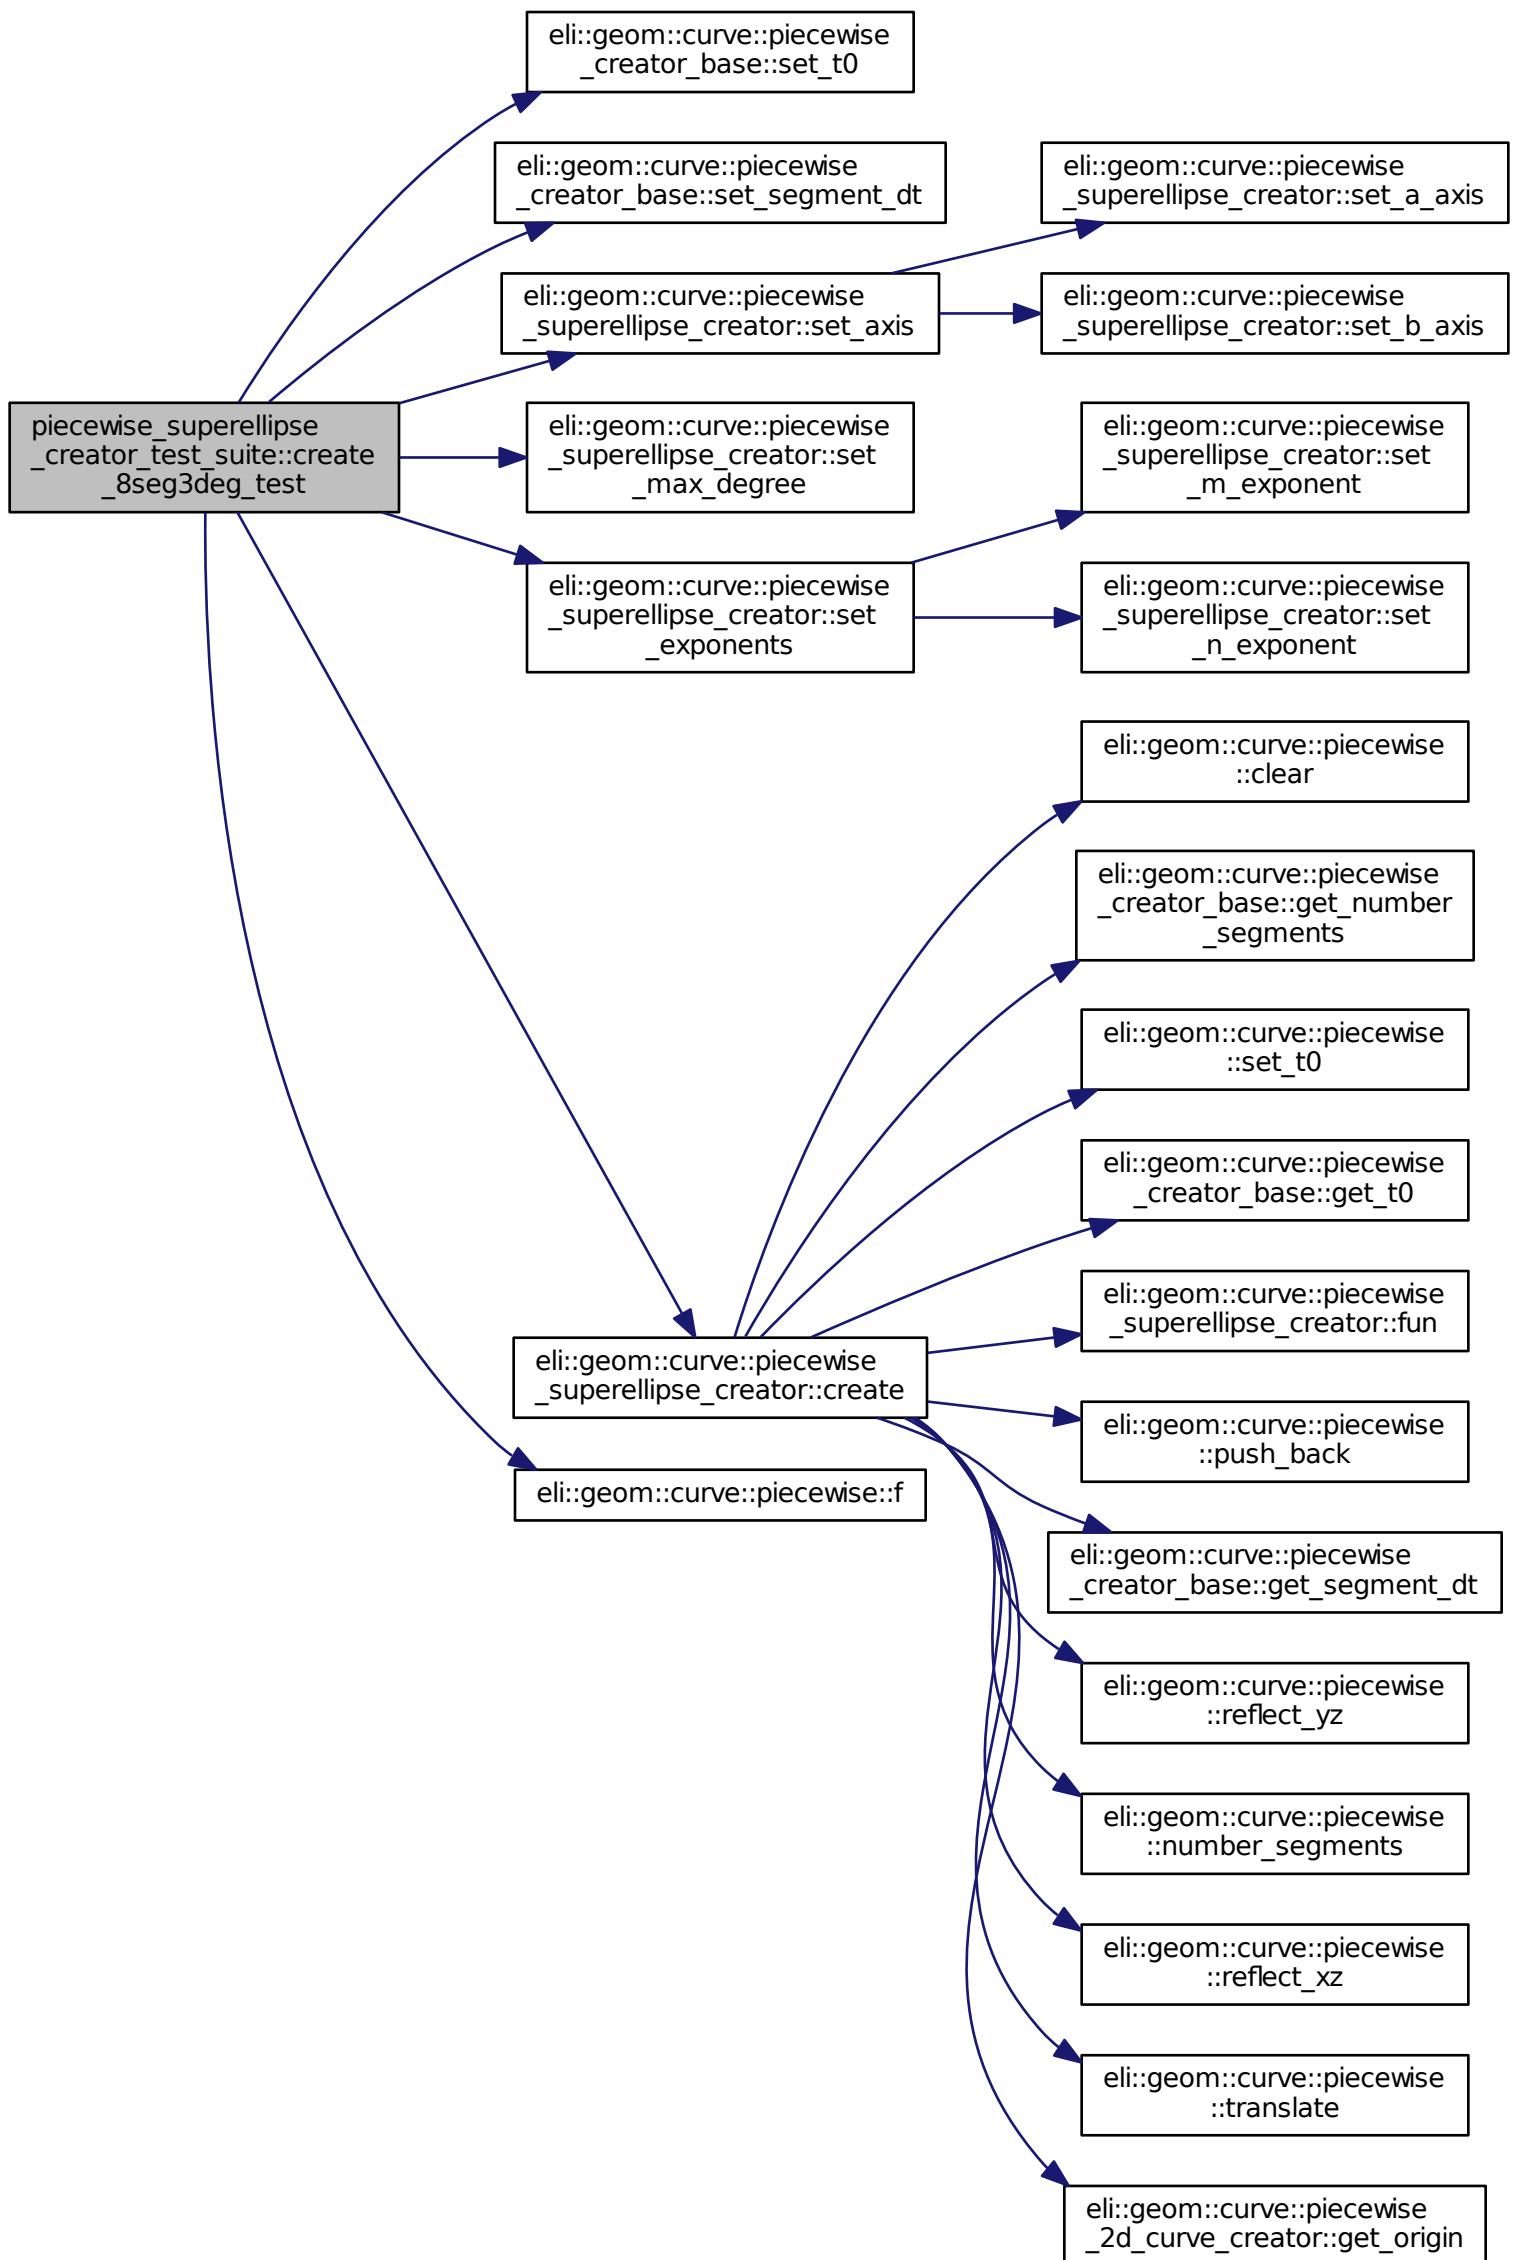 eli::geom::curve::piecewise
_creator_base::set_t0
eli::geom::curve::piecewise
_creator_base::set_segment_dt
eli::geom::curve::piecewise
_superellipse_creator::set_a_axis
eli::geom::curve::piecewise
_superellipse_creator::set_axis
eli::geom::curve::piecewise
_superellipse_creator::set_b_axis
piecewise_superellipse
_creator_test_suite::create
_8seg3deg_test
eli::geom::curve::piecewise
_superellipse_creator::set
_max_degree
eli::geom::curve::piecewise
_superellipse_creator::set
_m_exponent
eli::geom::curve::piecewise
_superellipse_creator::set
_exponents
eli::geom::curve::piecewise
_superellipse_creator::set
_n_exponent
eli::geom::curve::piecewise
::clear
eli::geom::curve::piecewise
_creator_base::get_number
_segments
eli::geom::curve::piecewise
::set_t0
eli::geom::curve::piecewise
_creator_base::get_t0
eli::geom::curve::piecewise
_superellipse_creator::fun
eli::geom::curve::piecewise
_superellipse_creator::create
eli::geom::curve::piecewise
::push_back
eli::geom::curve::piecewise::f
eli::geom::curve::piecewise
_creator_base::get_segment_dt
eli::geom::curve::piecewise
::reflect_yz
eli::geom::curve::piecewise
::number_segments
eli::geom::curve::piecewise
::reflect_xz
eli::geom::curve::piecewise
::translate
eli::geom::curve::piecewise
_2d_curve_creator::get_origin